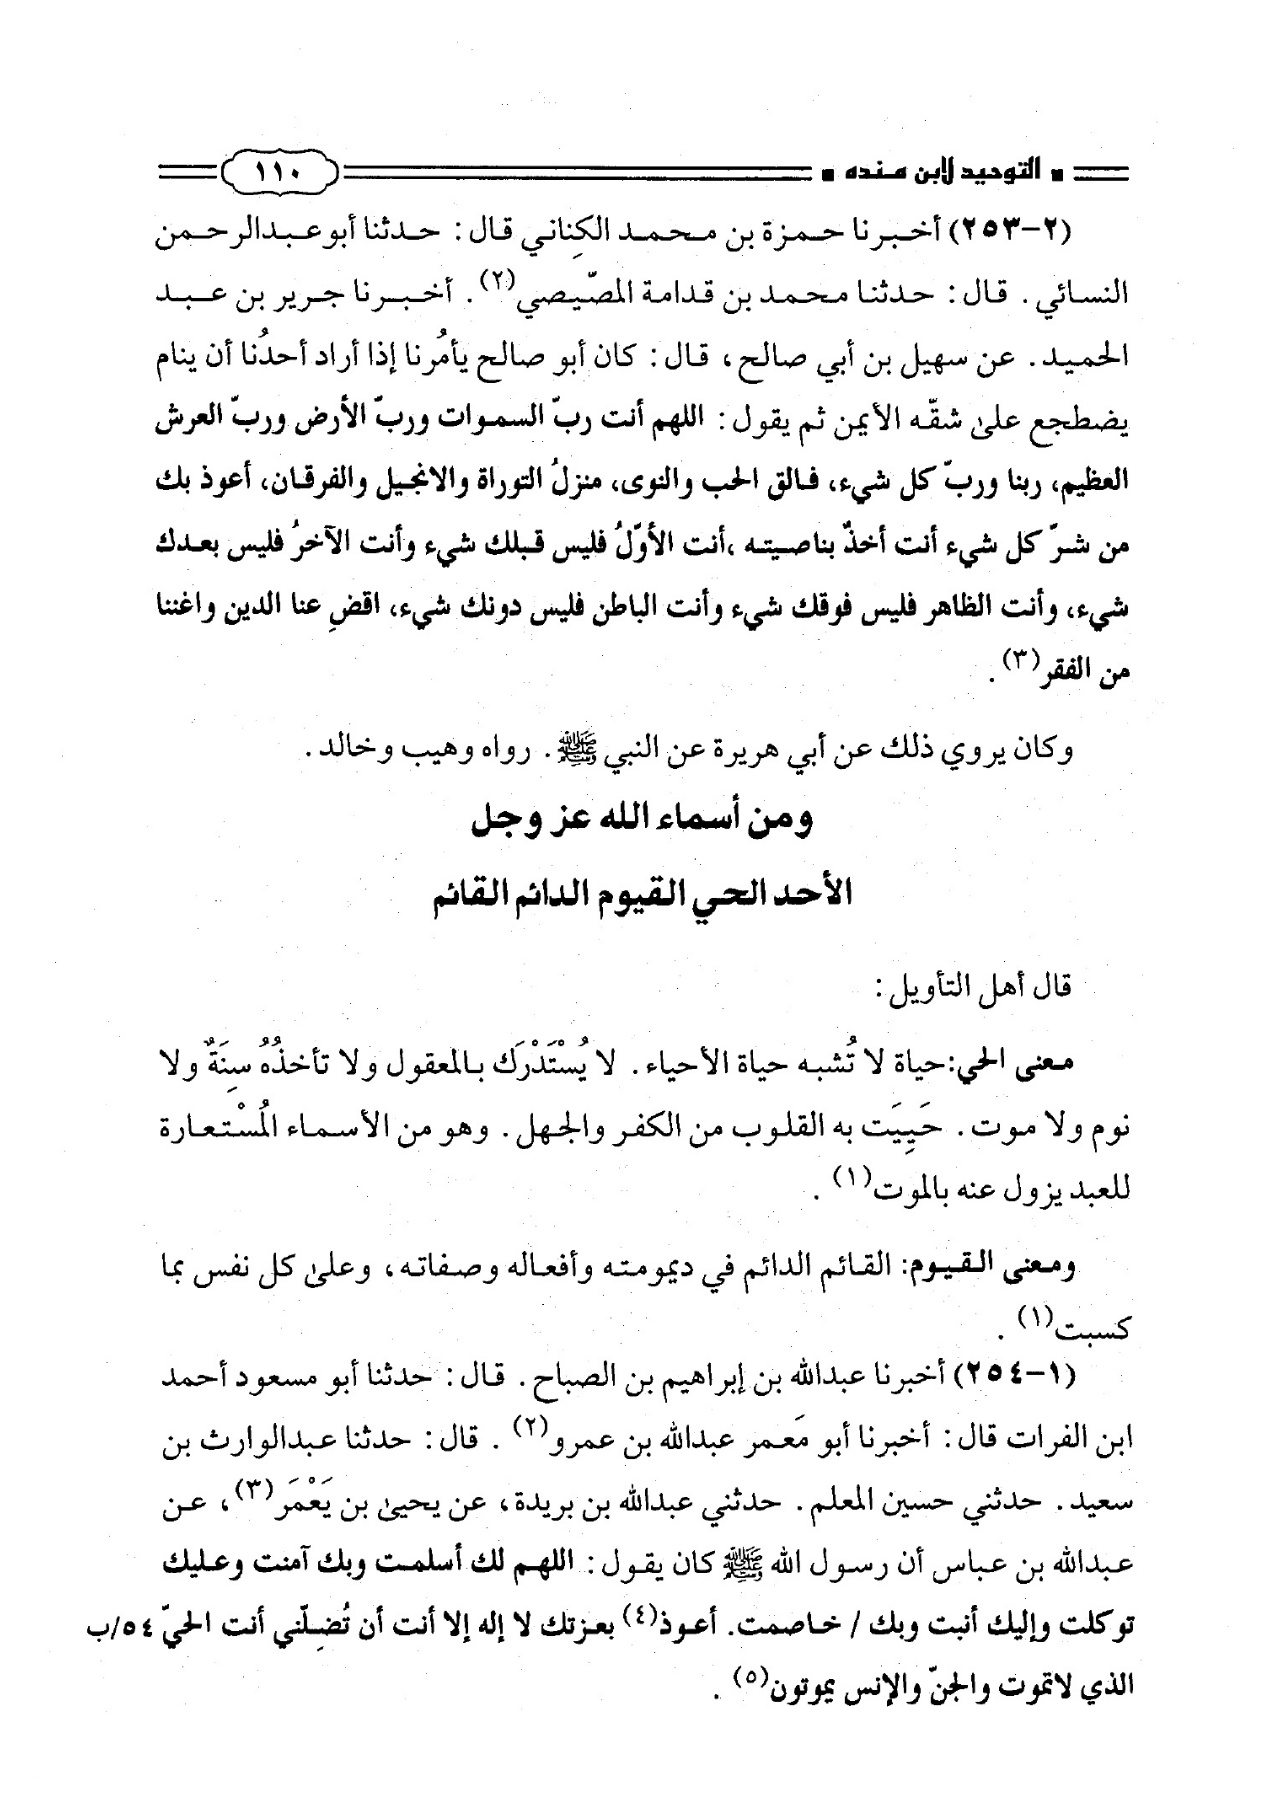 التوحيد لابن منده ١١٠
(٢-٢٥٣) أخبرنا حمزة بن محمد الكِناني قال: حدثنا أبو عبدالرحمن
النسائي. قال: حدثنا محمد بن قدامة المصّيصي(٢). أخبرنا جرير بن عبد
الحميد. عن سهيل بن أبي صالح، قال: كان أبو صالح يأمُرنا إذا أراد أحدُنا أن ينام
يضطجع على شقّه الأيمن ثم يقول: اللهم أنت ربّ السموات وربّ الأرض وربّ العرش
العظيم، ربنا وربّ كل شيء، فالق الحب والنوى، منزلُ التوراة والانجيل والفرقان، أعوذ بك
من شرّ كل شيء أنت أخذٌ بناصيته ،أنت الأوّلُ فليس قبلك شيء وأنت الآخرُ فليس بعدك
شيء، وأنت الظاهر فليس فوقك شيء وأنت الباطن فليس دونك شيء، اقضِ عنا الدين واغننا
من الفقر(٣).
وكان يروي ذلك عن أبي هريرة عن النبي ﷺ. رواه وهيب وخالد.
ومن أسماء الله عز وجل
الأحد الحي القيوم الدائم القائم
قال أهل التأويل:
معنى الحي:حياة لا تُشبه حياة الأحياء. لا يُسْتَدْرَك بالمعقول ولا تأخذُهُ سِنَةٌ ولا
نوم ولا موت. حَيِيَت به القلوب من الكفر والجهل. وهو من الأسماء المُسْتعارة
للعبد يزول عنه بالموت(١).
ومعنى القيوم: القائم الدائم في ديمومته وأفعاله وصفاته، وعلى كل نفس بما
كسبت(١).
(١-٢٥٤) أخبرنا عبدالله بن إبراهيم بن الصباح. قال: حدثنا أبو مسعود أحمد
ابن الفرات قال: أخبرنا أبو مَعمر عبدالله بن عمرو(٢). قال: حدثنا عبدالوارث بن
سعيد. حدثني حسين المعلم. حدثني عبدالله بن بريدة، عن يحيى بن يَعْمَر(٣)، عن
عبدالله بن عباس أن رسول الله ﷺ كان يقول: اللهم لك أسلمت وبك آمنت وعليك
توكلت وإليك أنبت وبك / خاصمت. أعوذ(٤) بعزتك لا إله إلا أنت أن تُضلّني أنت الحيّ ٥٤/ب
الذي لاتموت والجنّ والإنس يموتون(٥).